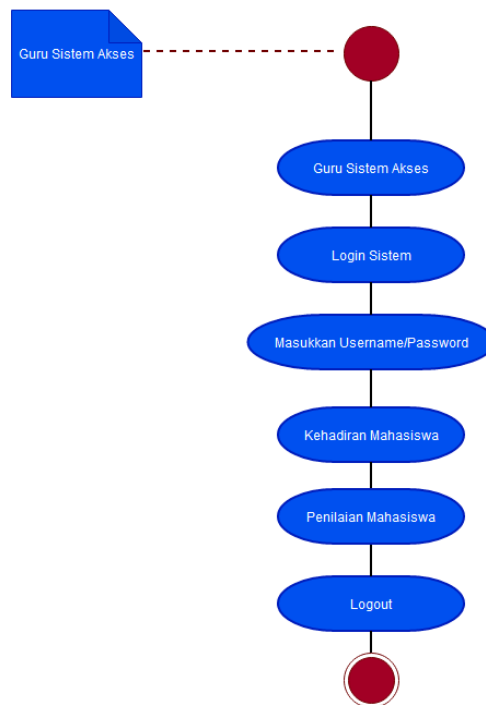 Guru Sistem Akses
Guru Sistem Akses
Login Sistem
Masukkan Username/Password
Kehadiran Mahasiswa
Penilaian Mahasiswa
Logout